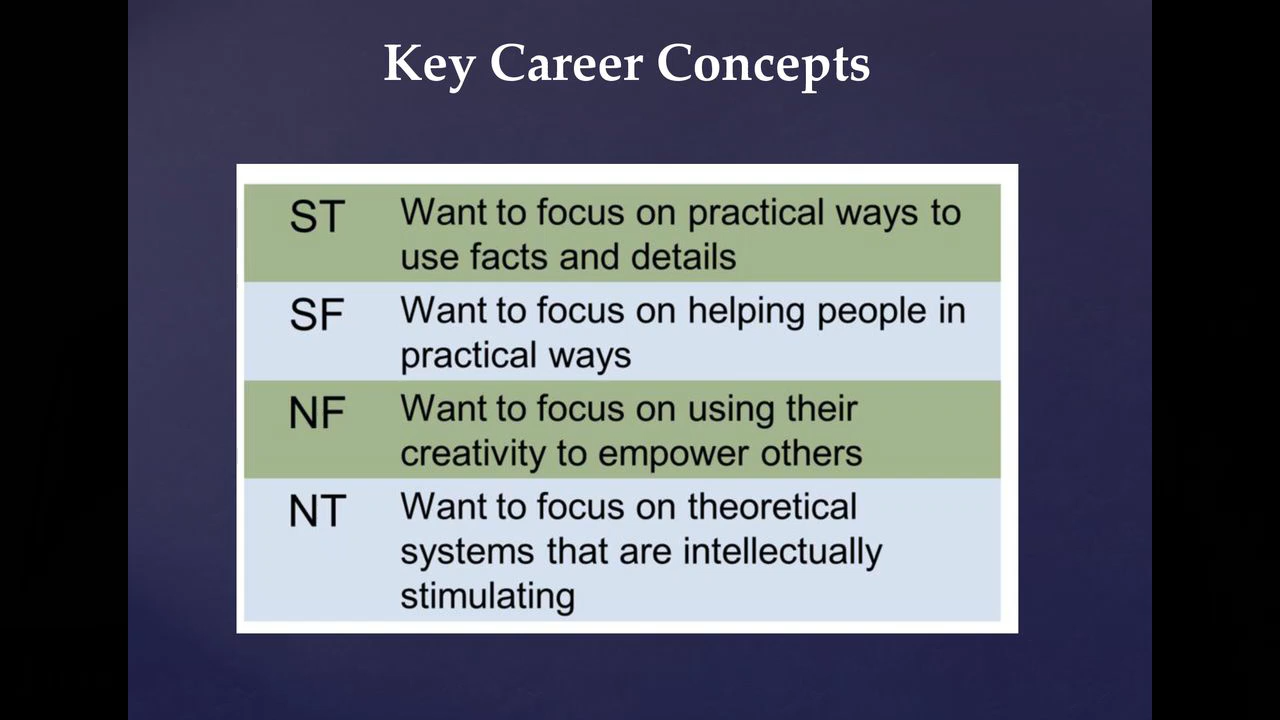 Key Career Concepts
ST Want to focus on practical ways to
use facts and details
SF Want to focus on helping people in
practical ways
NF Want to focus on using their
creativity to empower others
NT Want to focus on theoretical
systems that are intellectually
stimulating